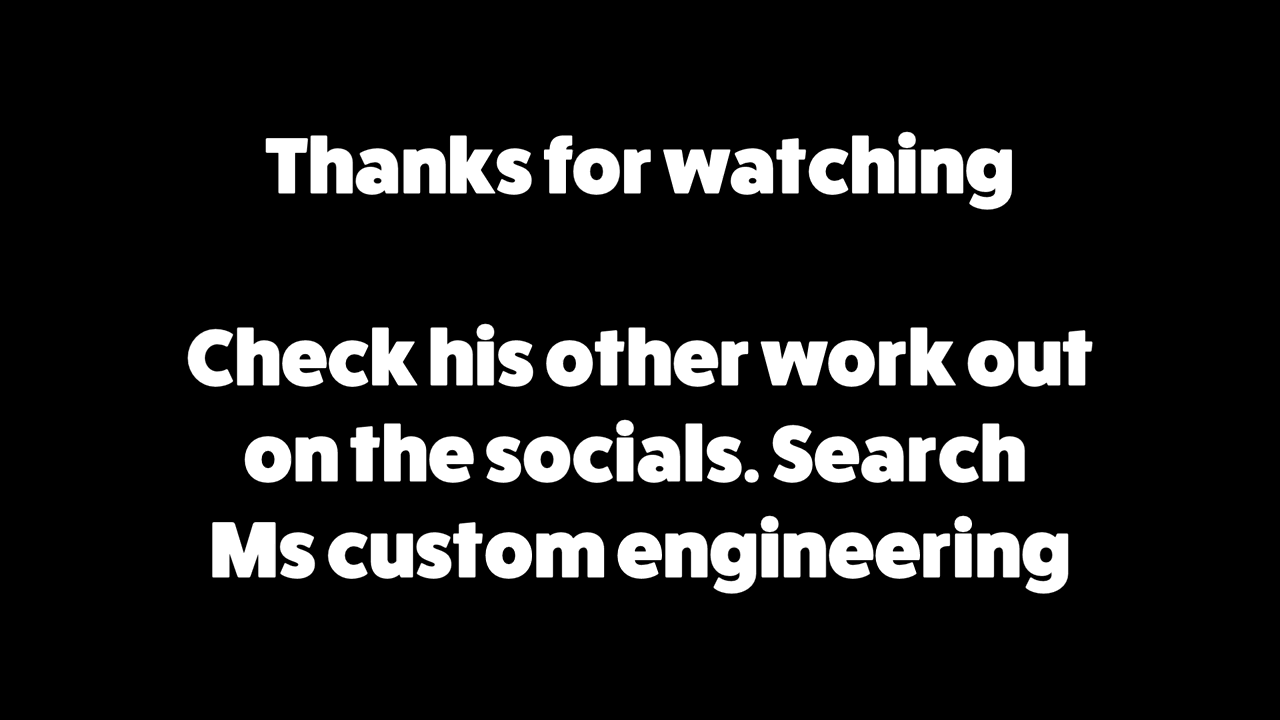 Thanks for watching
Check his other work out
on the socials. Search
Ms custom engineering